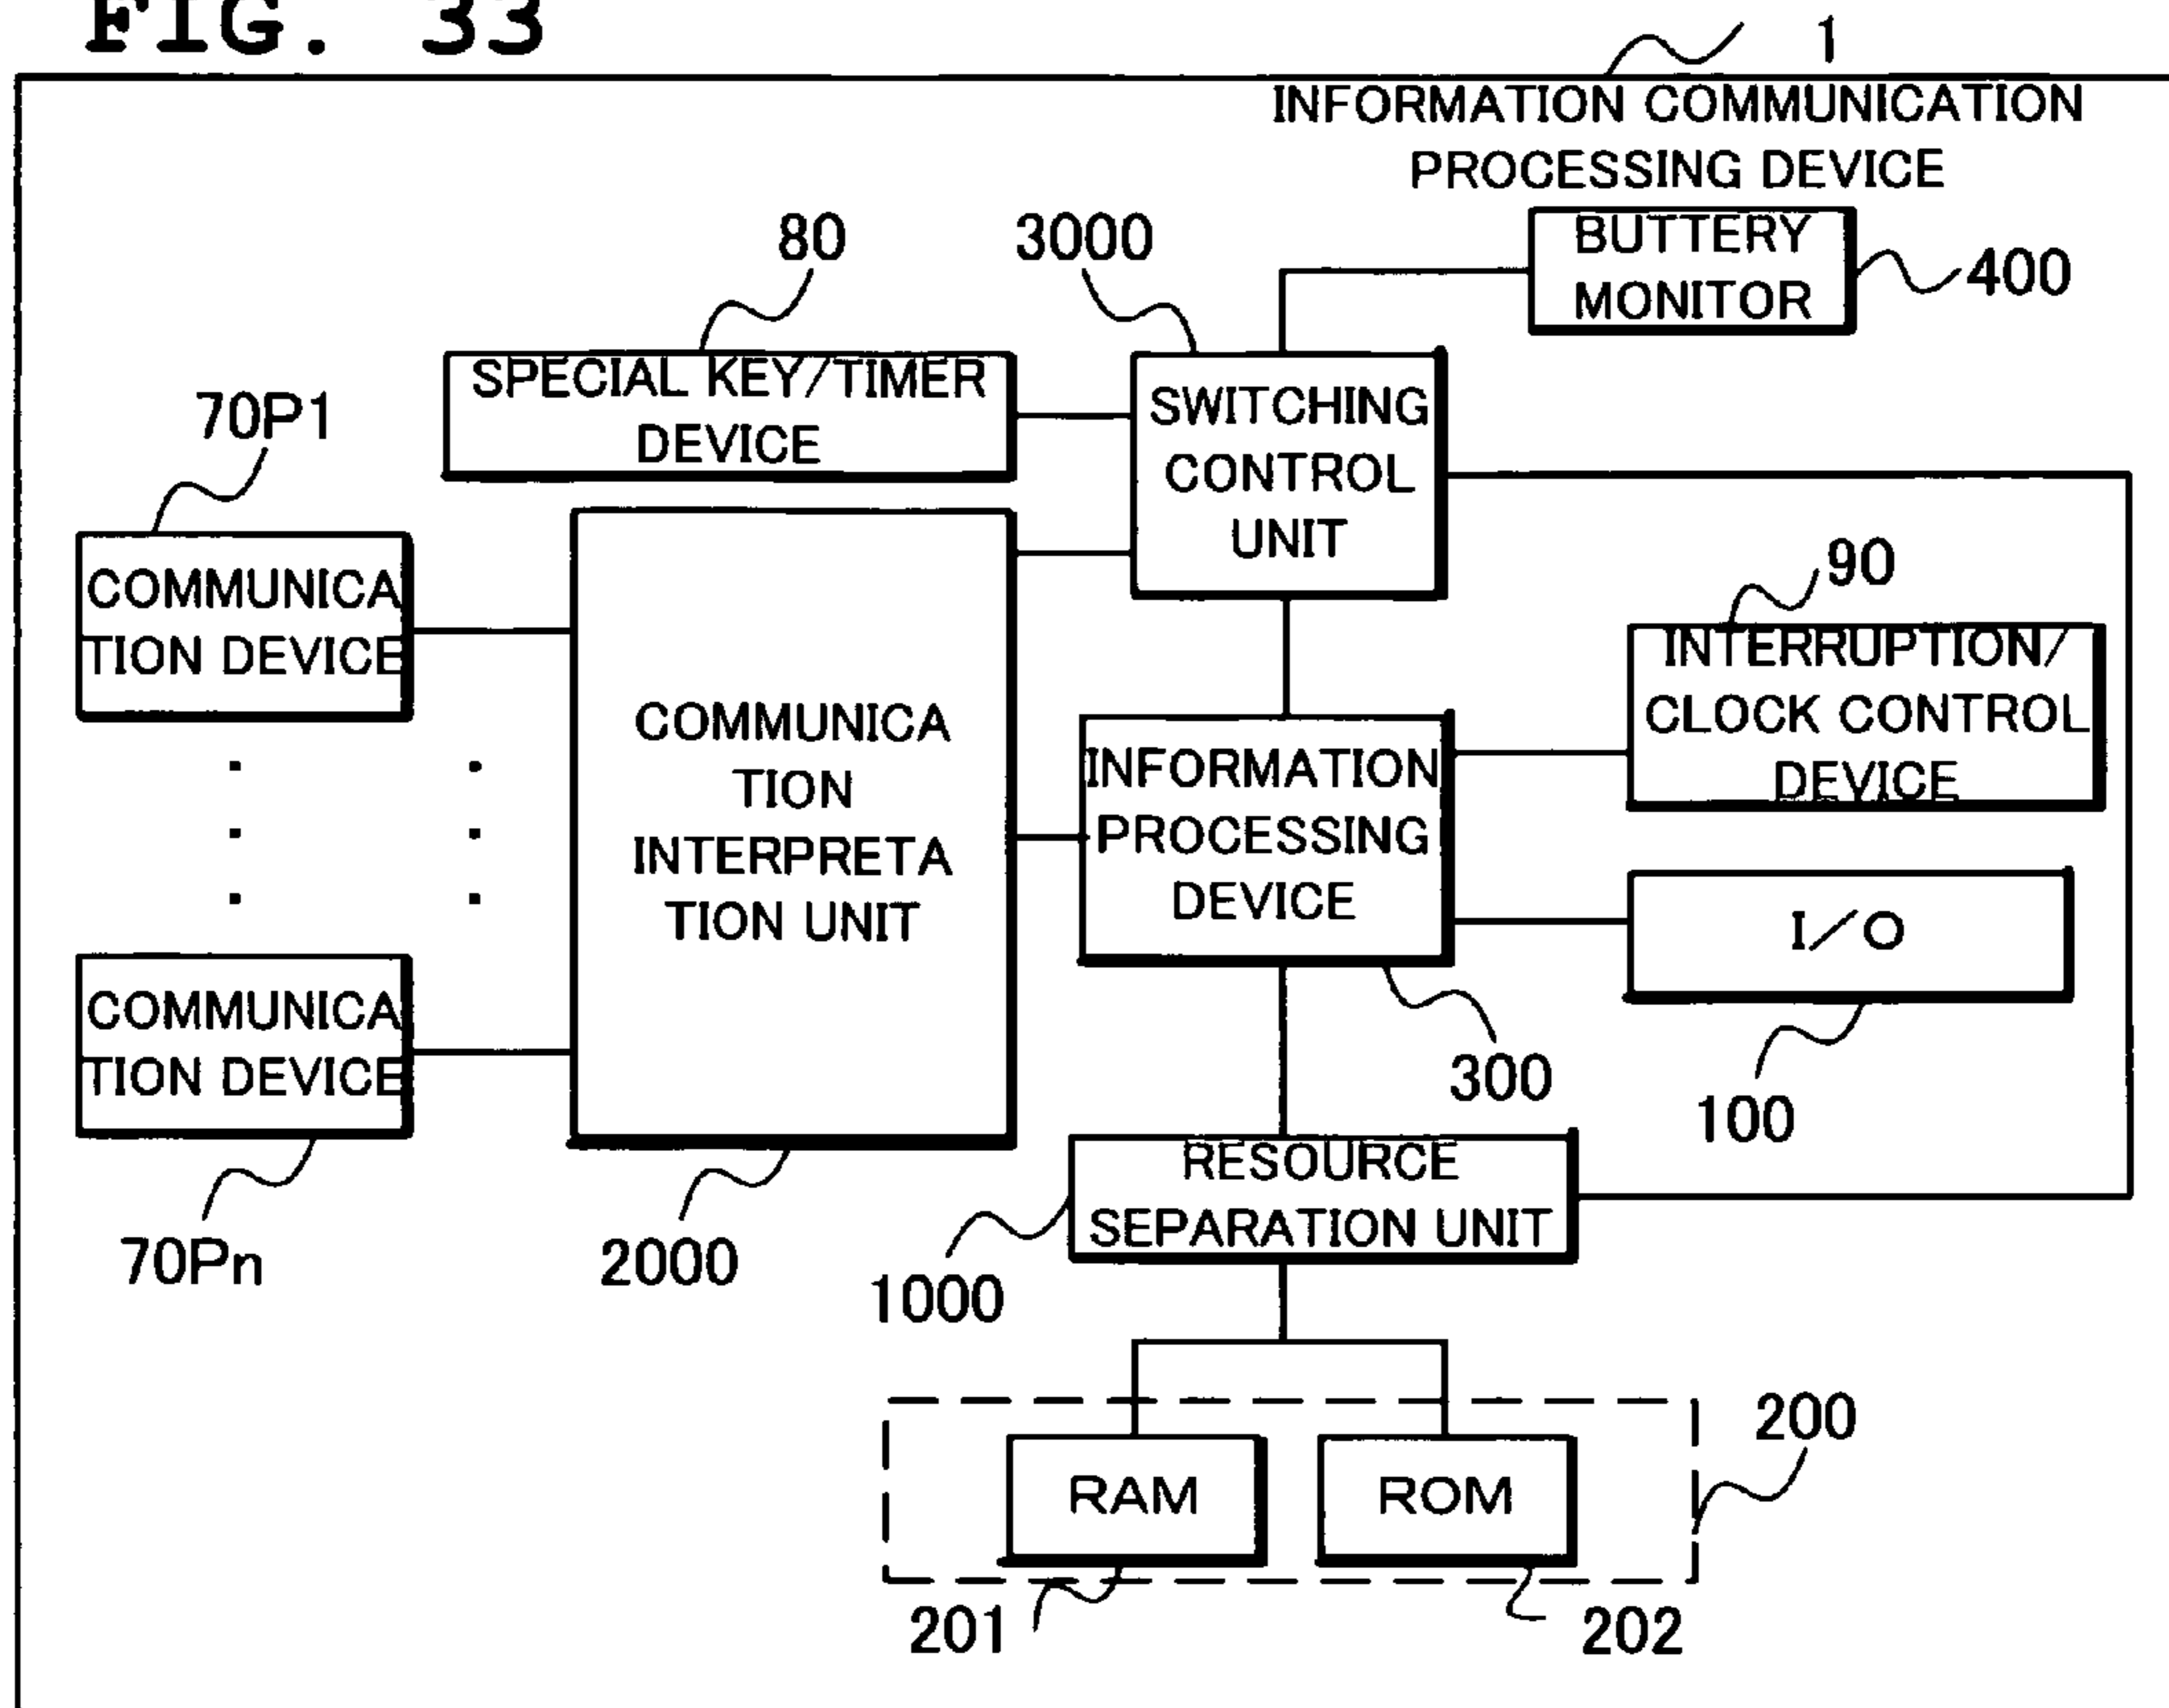 FIG. 33
1
INFORMATION COMMUNICATION
PROCESSING DEVICE
80
3000
BUTTERY
MONITOR
400
SPECIAL KEY/TIMER
DEVICE
SWITCHING
CONTROL
UNIT
70P1
COMMUNICA
TION DEVICE
90
INTERRUPTION/
CLOCK CONTROL
DEVICE
COMMUNICA
TION
INTERPRETA
TION UNIT
INFORMATION
PROCESSING
DEVICE
I/O
COMMUNICA
TION DEVICE
300
100
70Pn
2000
RESOURCE
SEPARATION UNIT
1000
200
RAM
ROM
201
202